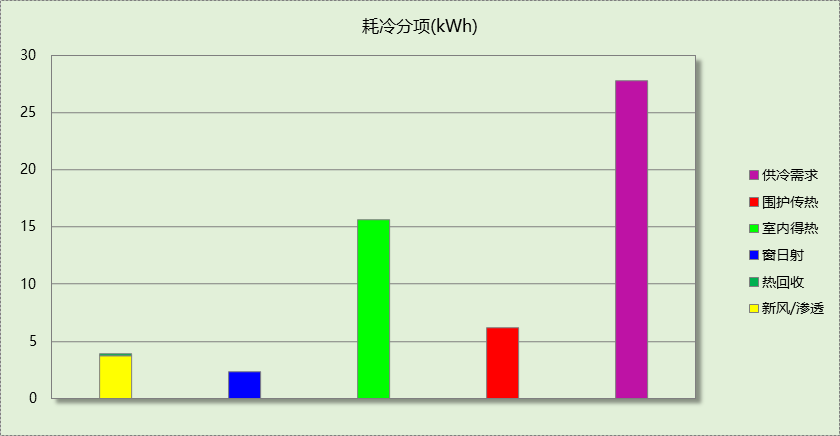 耗冷分项(kWh)
30
25
20
15
10
5
0
供冷需求
围护传热
室内得热
窗日射
热回收
新风/渗透